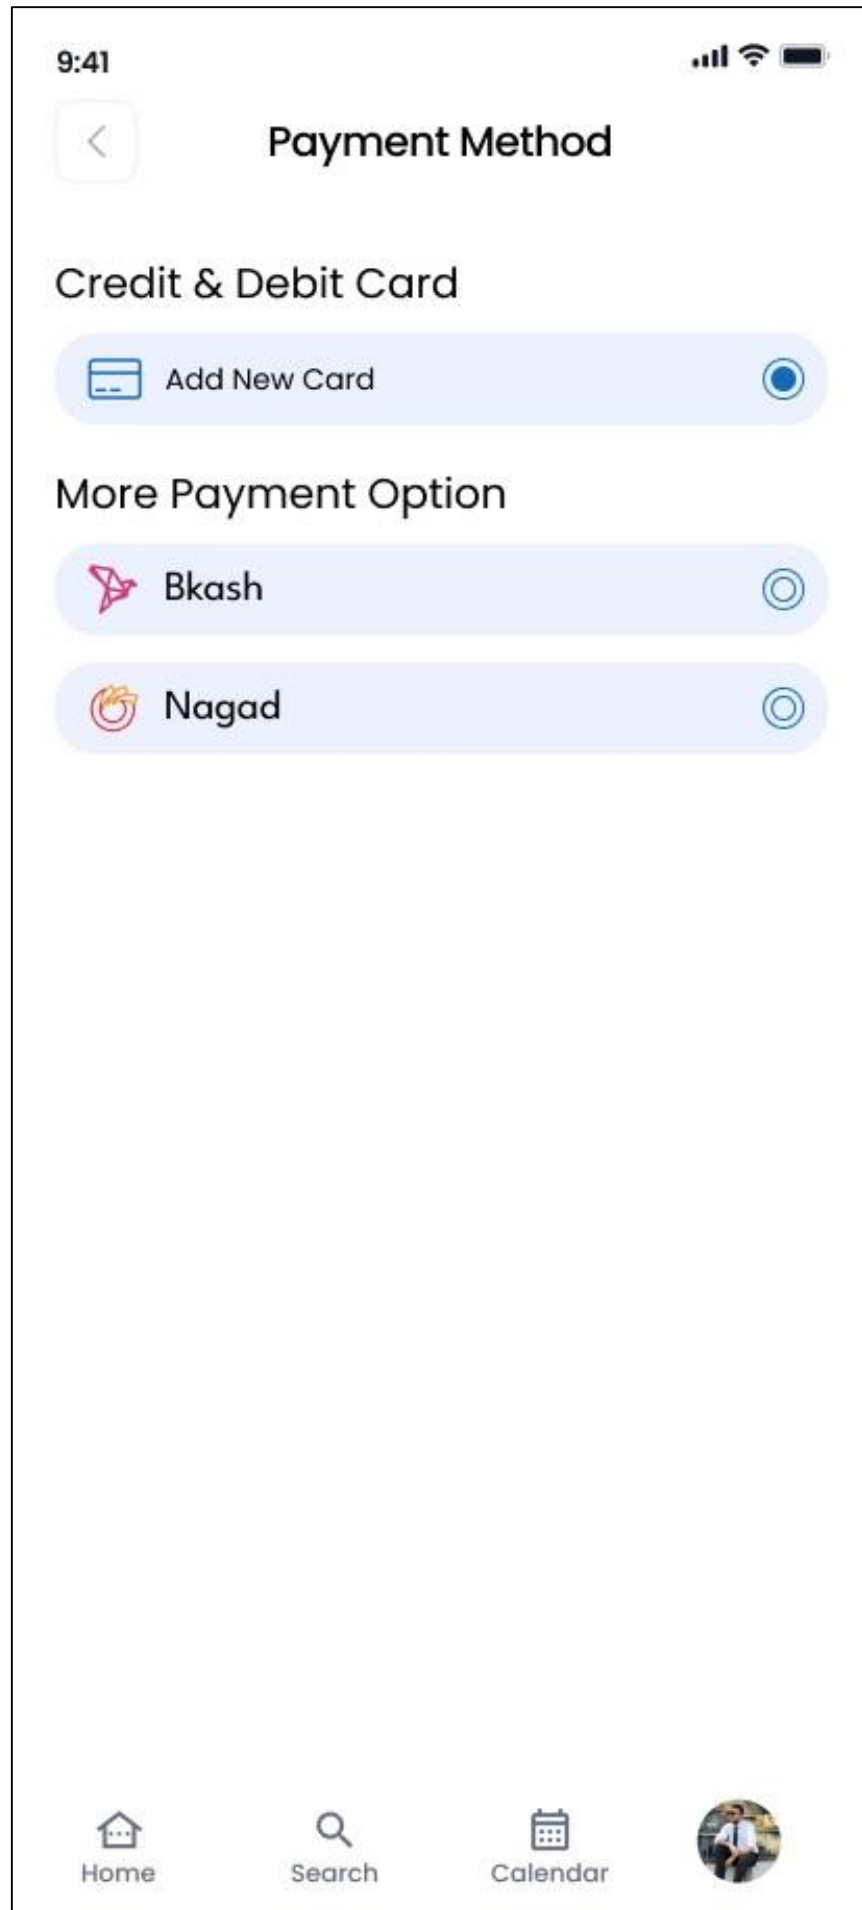 9:41
Payment Method
Credit & Debit Card
Add New Card
More Payment Option
Bkash
Nagad
Home
Search
Calendar